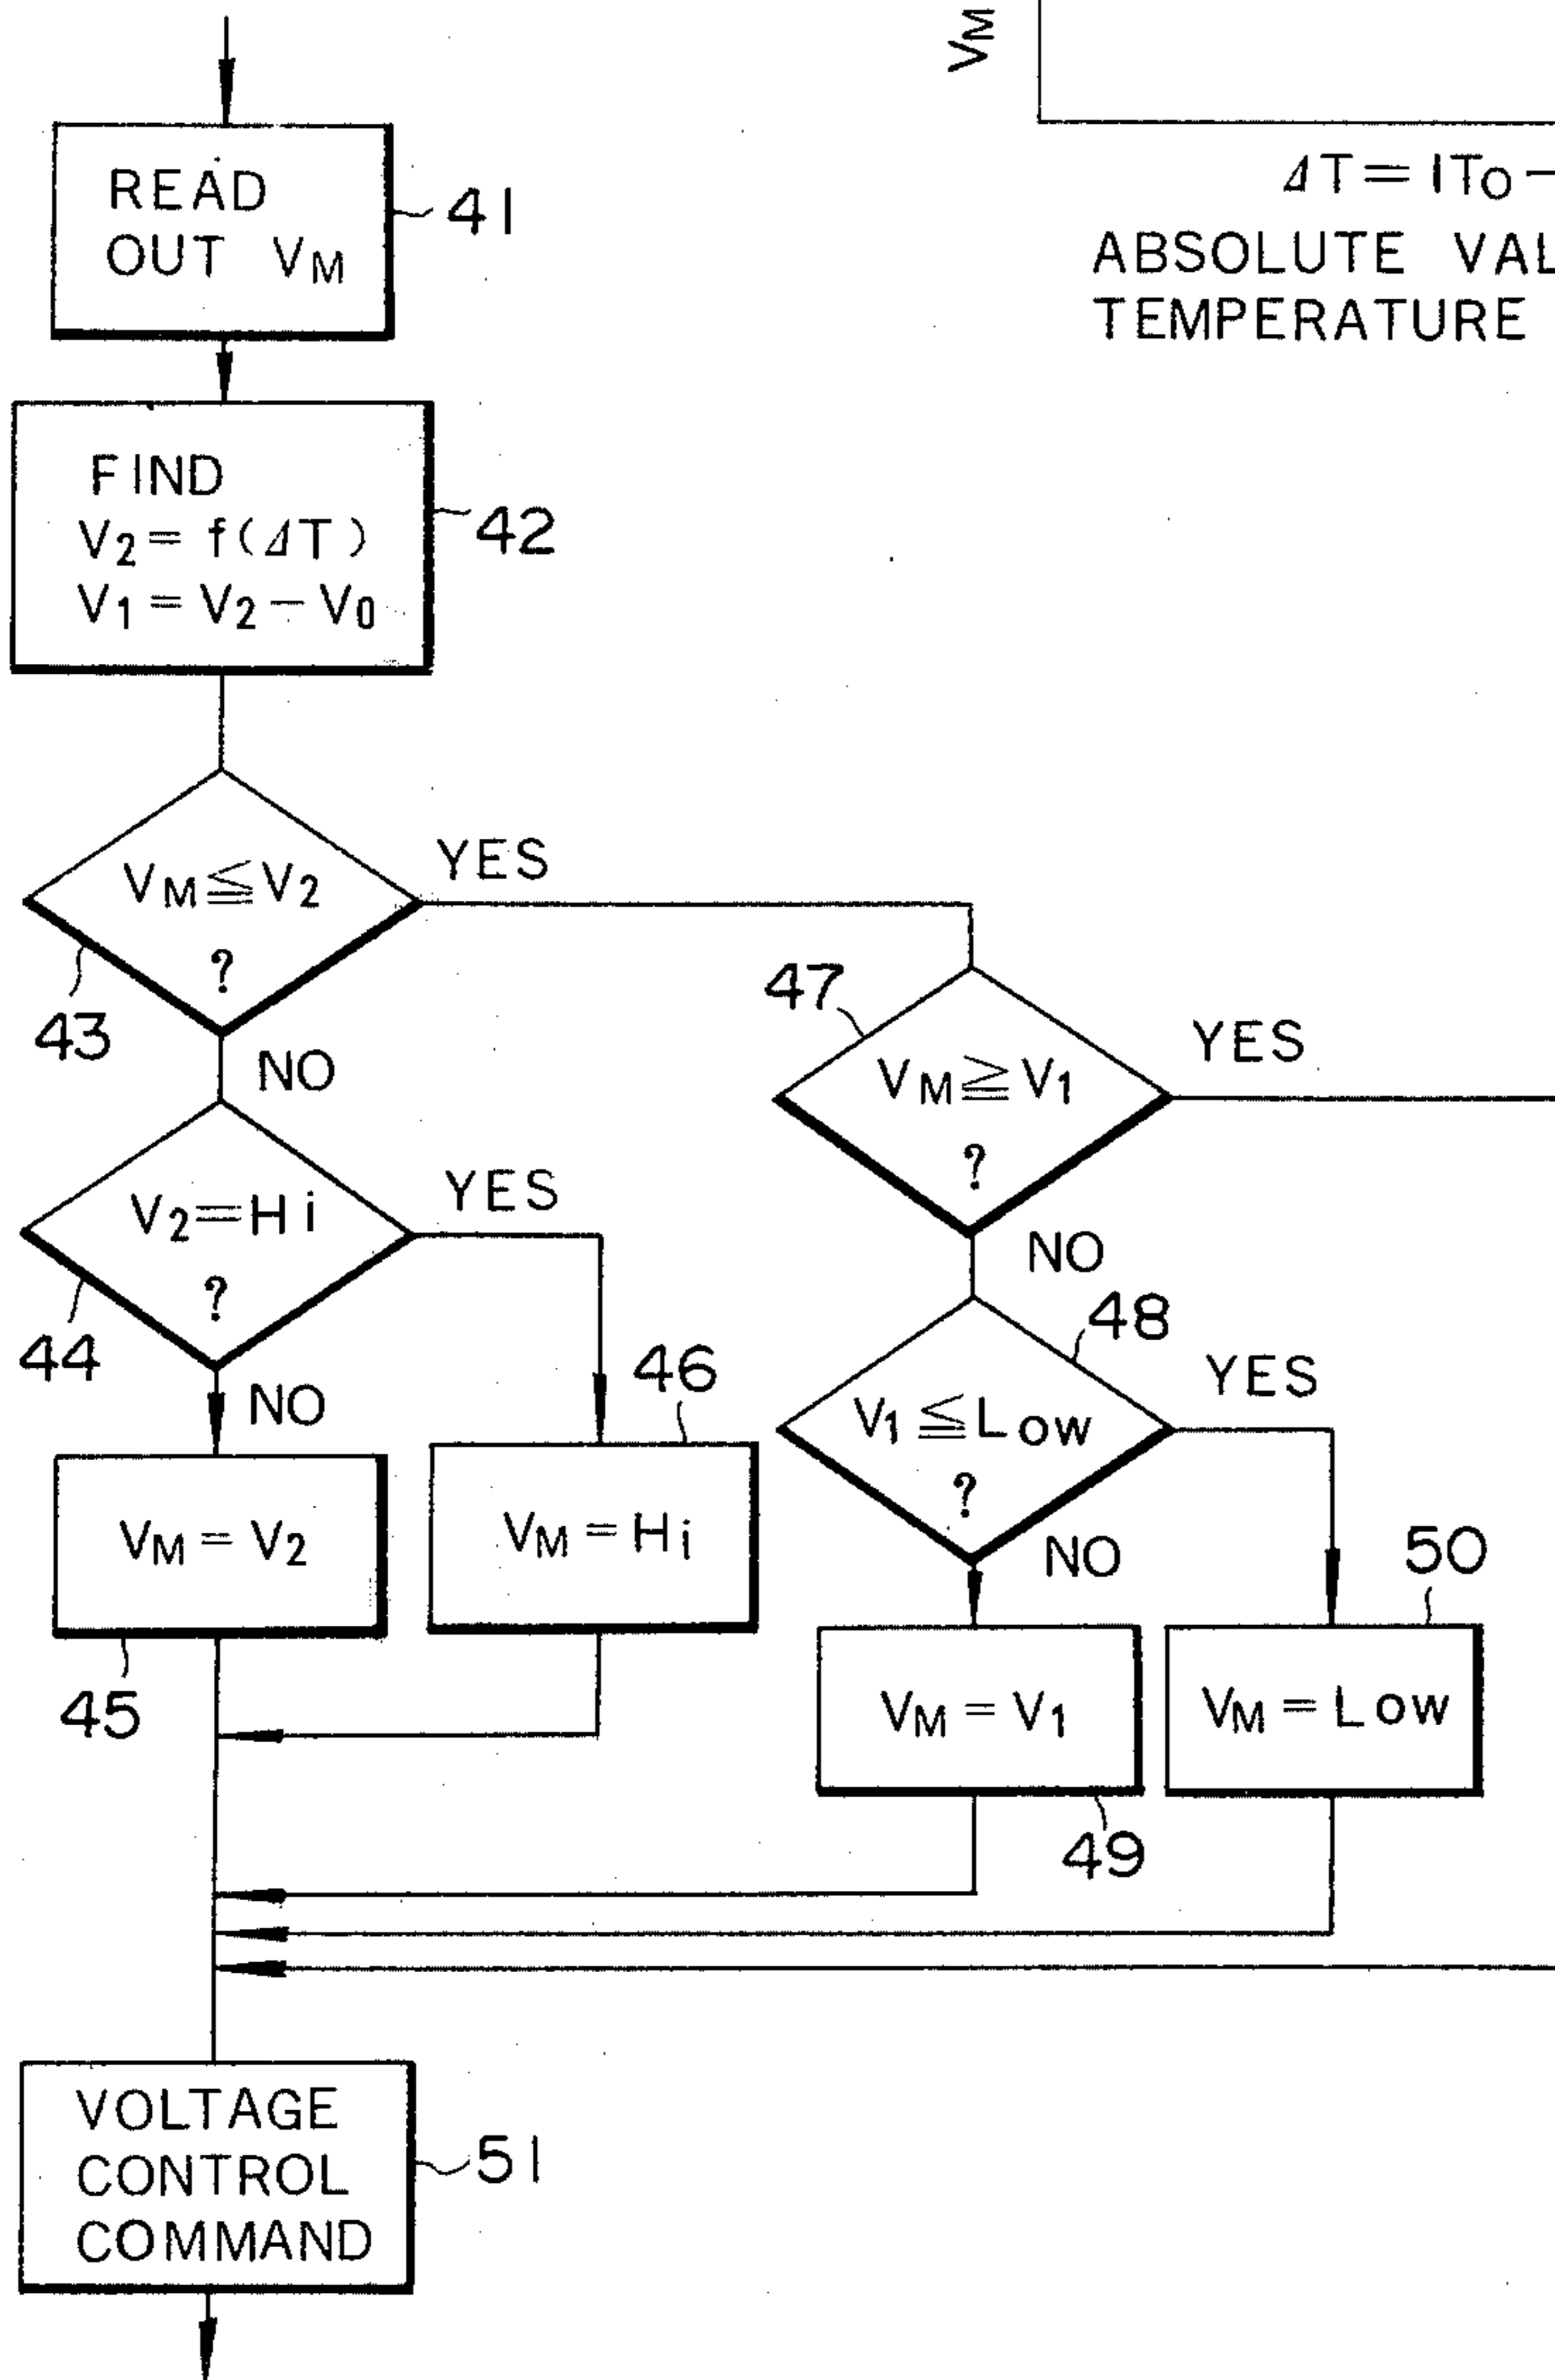 VM
ΔT = |To −
ABSOLUTE VAL
TEMPERATURE
READ
OUT VM
41
FIND
V2 = f(ΔT)
V1 = V2 − V0
42
VM ≦ V2
?
YES
43
NO
47
VM ≧ V1
?
YES
NO
V2 = Hi
?
YES
44
NO
48
V1 ≦ Low
?
YES
NO
46
VM = V2
45
VM = Hi
50
VM = V1
49
VM = Low
VOLTAGE
CONTROL
COMMAND
51